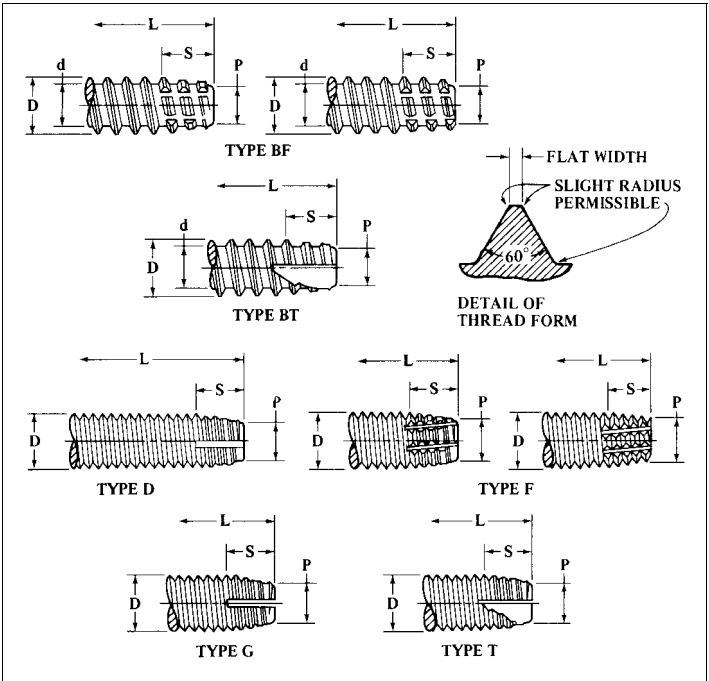 L L
S S
d P d P
D D
TYPE BF
FLAT WIDTH
SLIGHT RADIUS
PERMISSIBLE
60°
DETAIL OF
THREAD FORM
L
S
d P
D
TYPE BT
L L L
S S S
P P P
D D D
TYPE D TYPE F
L L
S S
P P
D D
TYPE G TYPE T